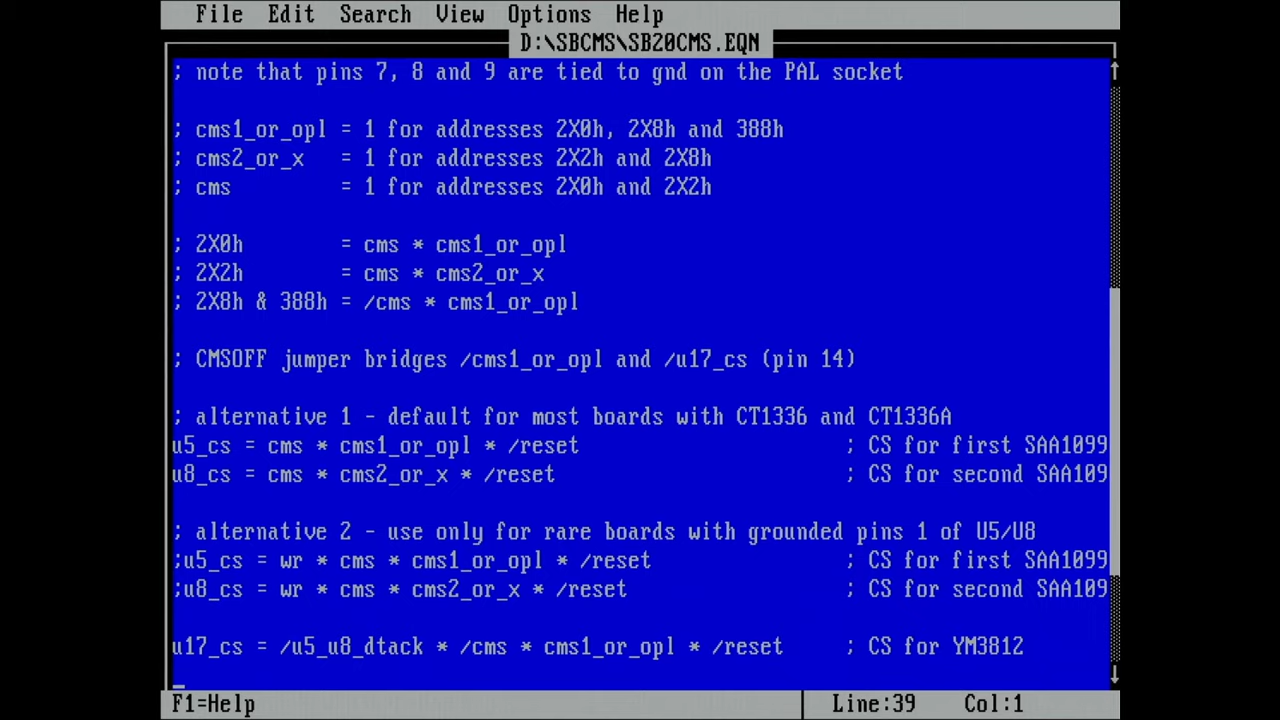 File Edit Search View Options Help
D:\SBCMS\SB20CMS.EQN
; note that pins 7, 8 and 9 are tied to gnd on the PAL socket
; cms1_or_opl = 1 for addresses 2X0h, 2X8h and 388h
; cms2_or_x = 1 for addresses 2X2h and 2X8h
; cms = 1 for addresses 2X0h and 2X2h
; 2X0h = cms * cms1_or_opl
; 2X2h = cms * cms2_or_x
; 2X8h & 388h = /cms * cms1_or_opl
; CMSOFF jumper bridges /cms1_or_opl and /u17_cs (pin 14)
; alternative 1 - default for most boards with CT1336 and CT1336A
u5_cs = cms * cms1_or_opl * /reset ; CS for first SAA1099
u8_cs = cms * cms2_or_x * /reset ; CS for second SAA109
; alternative 2 - use only for rare boards with grounded pins 1 of U5/U8
;u5_cs = wr * cms * cms1_or_opl * /reset ; CS for first SAA1099
;u8_cs = wr * cms * cms2_or_x * /reset ; CS for second SAA109
u17_cs = /u5_u8_dtack * /cms * cms1_or_opl * /reset ; CS for YM3812
F1=Help Line:39 Col:1